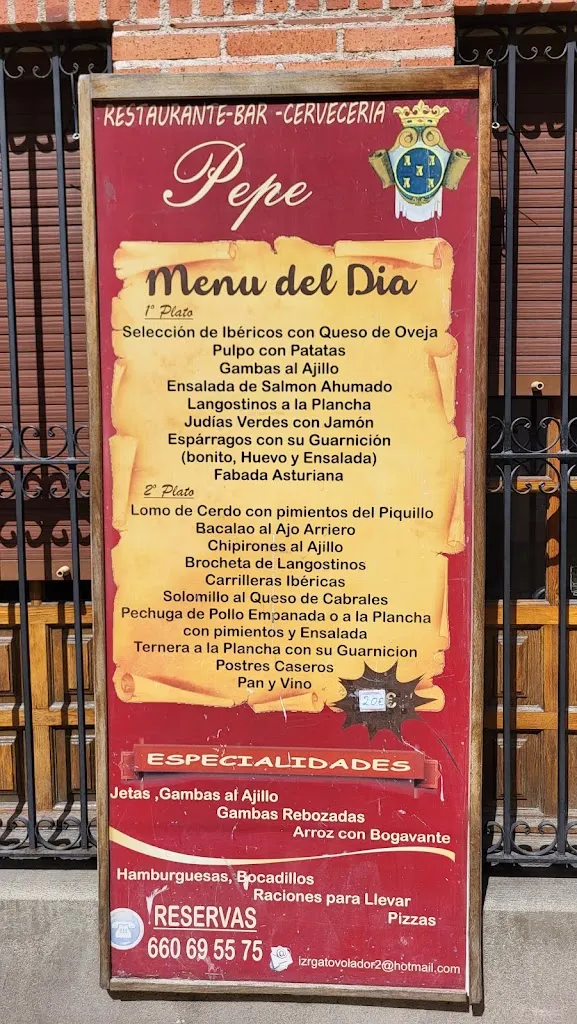 RESTAURANTE-BAR -CERVECERIA
Pepe
Menu del Dia
1º Plato
Selección de Ibéricos con Queso de Oveja
Pulpo con Patatas
Gambas al Ajillo
Ensalada de Salmon Ahumado
Langostinos a la Plancha
Judías Verdes con Jamón
Espárragos con su Guarnición
(bonito, Huevo y Ensalada)
Fabada Asturiana
2º Plato
Lomo de Cerdo con pimientos del Piquillo
Bacalao al Ajo Arriero
Chipirones al Ajillo
Brocheta de Langostinos
Carrilleras Ibéricas
Solomillo al Queso de Cabrales
Pechuga de Pollo Empanada o a la Plancha
con pimientos y Ensalada
Ternera a la Plancha con su Guarnicion
Postres Caseros
Pan y Vino
20€ €
ESPECIALIDADES
Jetas ,Gambas al Ajillo
Gambas Rebozadas
Arroz con Bogavante
Hamburguesas, Bocadillos
Raciones para Llevar
Pizzas
RESERVAS
660 69 55 75
izrgatovolador2@hotmail.com